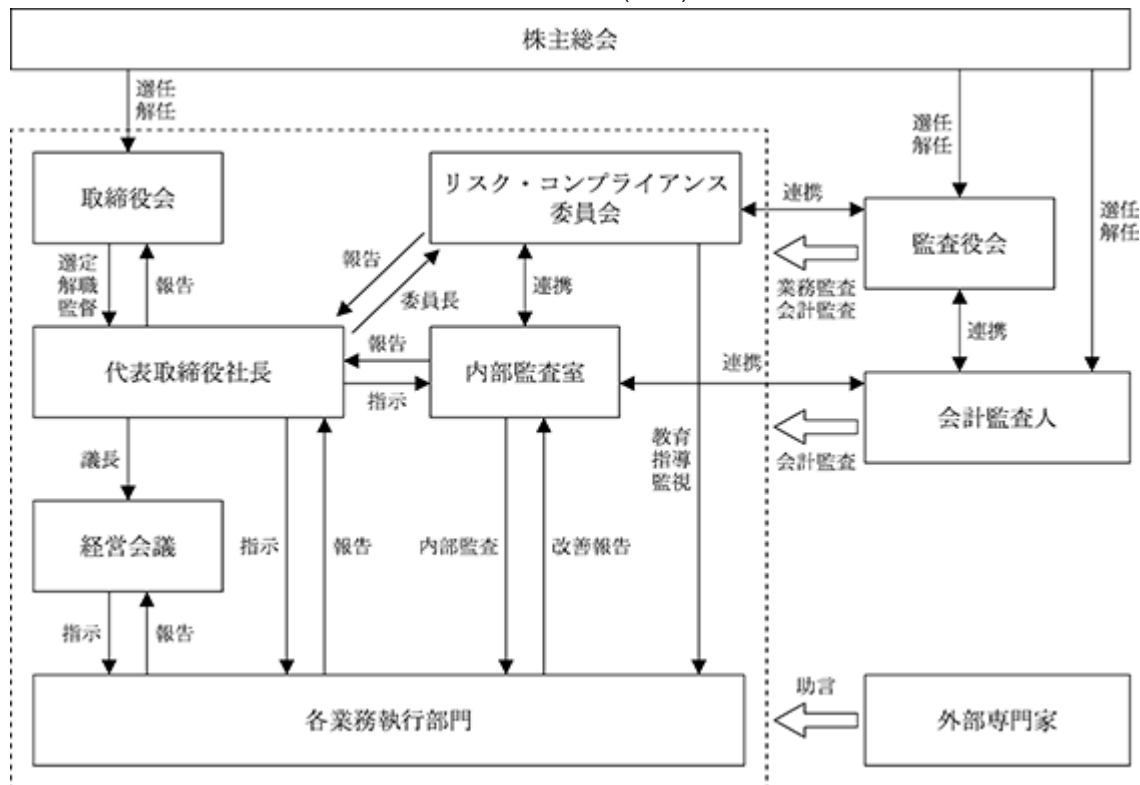 株主総会
選任
解任
選任
解任
選任
解任
取締役会
リスク・コンプライアンス
委員会
連携
監査役会
選定
解職
監督
報告
報告
委員長
連携
業務監査
会計監査
連携
代表取締役社長
報告
指示
内部監査室
連携
会計監査人
会計監査
議長
教育
指導
監視
経営会議
指示
報告
内部監査
改善報告
指示
報告
各業務執行部門
助言
外部専門家